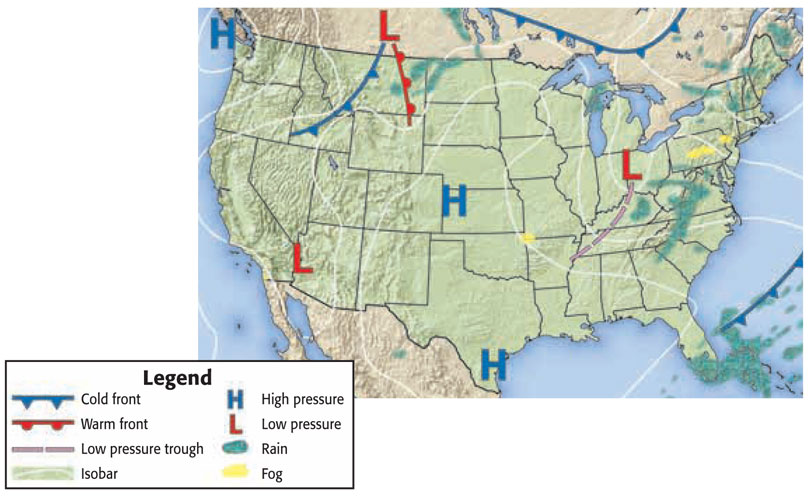 H
L
L
H
L
H
Legend
Cold front
H High pressure
Warm front
L Low pressure
Low pressure trough
Rain
Isobar
Fog